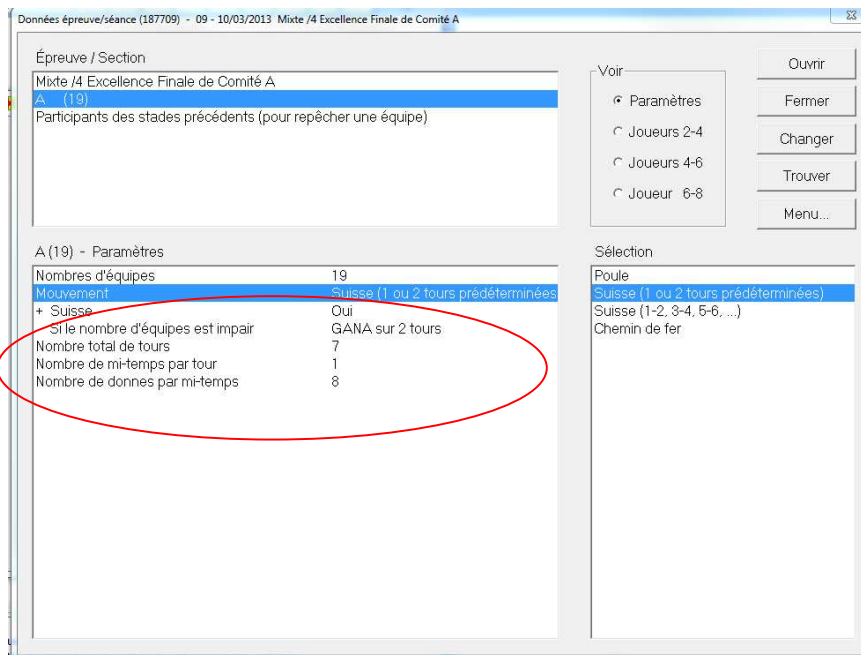 Données épreuve/séance (187709) - 09 - 10/03/2013 Mixte /4 Excellence Finale de Comité A
Épreuve / Section
Mixte /4 Excellence Finale de Comité A
A (19)
Participants des stades précédents (pour repêcher une équipe)
Voir
Paramètres
Joueurs 2-4
Joueurs 4-6
Joueur 6-8
Ouvrir
Fermer
Changer
Trouver
Menu...
A (19) - Paramètres
Nombres d'équipes 19
Mouvement Suisse (1 ou 2 tours prédéterminées
+ Suisse Oui
Si le nombre d'équipes est impair GANA sur 2 tours
Nombre total de tours 7
Nombre de mi-temps par tour 1
Nombre de donnes par mi-temps 8
Sélection
Poule
Suisse (1 ou 2 tours prédéterminées)
Suisse (1-2, 3-4, 5-6, ...)
Chemin de fer